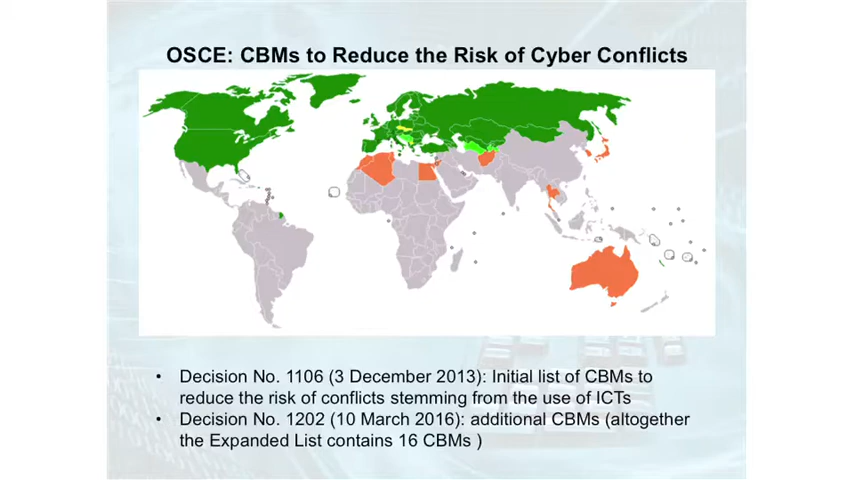 OSCE: CBMs to Reduce the Risk of Cyber Conflicts
• Decision No. 1106 (3 December 2013): Initial list of CBMs to
reduce the risk of conflicts stemming from the use of ICTs
• Decision No. 1202 (10 March 2016): additional CBMs (altogether
the Expanded List contains 16 CBMs )